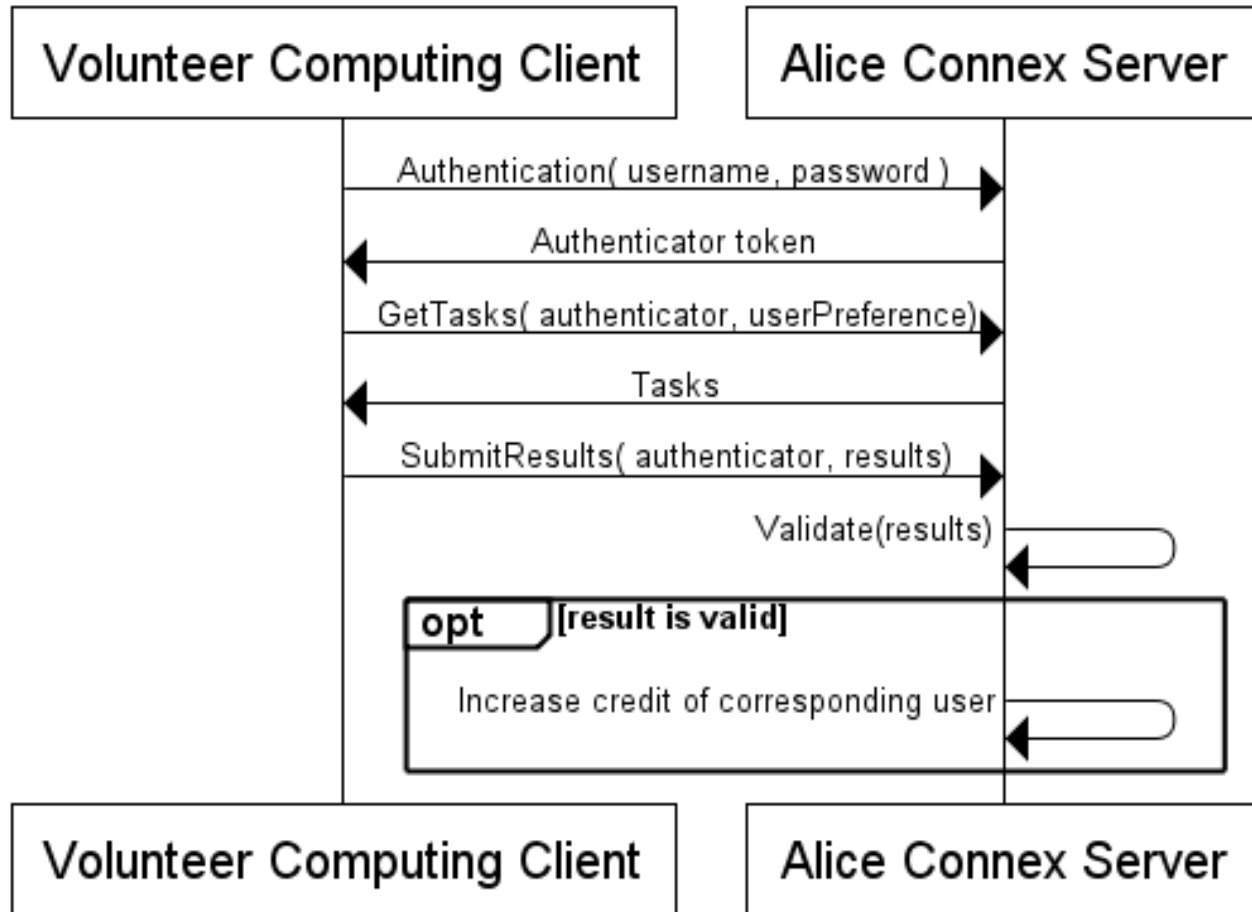 Volunteer Computing Client
Alice Connex Server
Authentication( username, password )
Authenticator token
GetTasks( authenticator, userPreference)
Tasks
SubmitResults( authenticator, results)
Validate(results)
opt [result is valid]
Increase credit of corresponding user
Volunteer Computing Client
Alice Connex Server